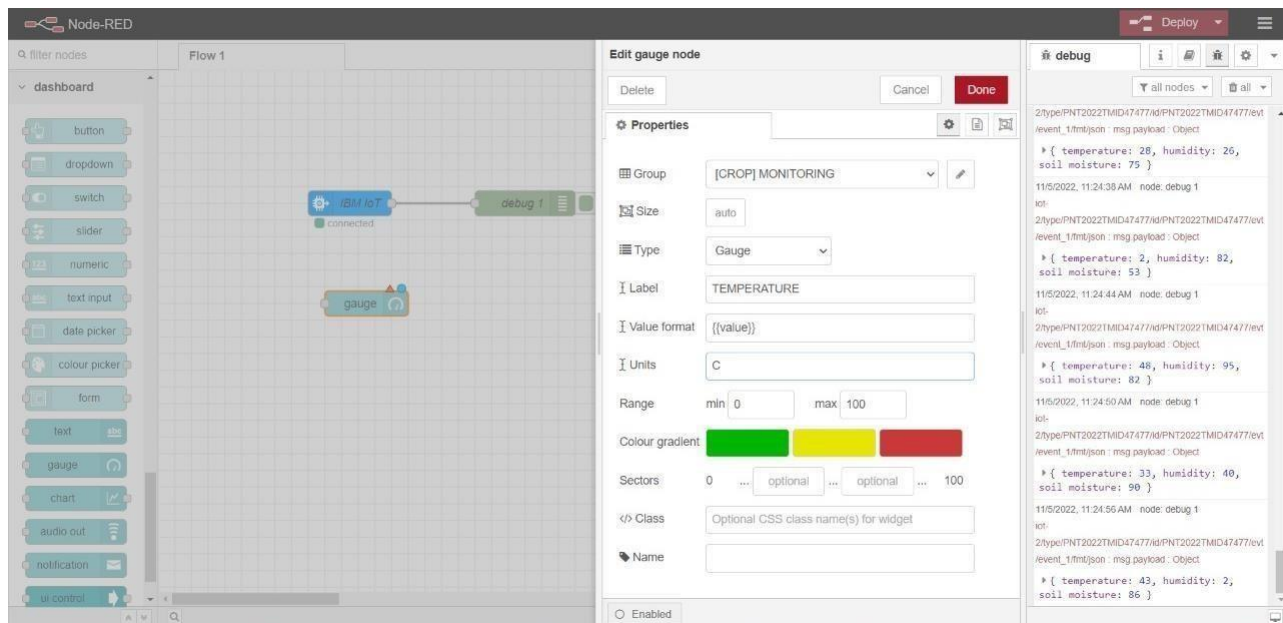 Node-RED
Deploy
filter nodes
dashboard
button
dropdown
switch
slider
numeric
text input
date picker
colour picker
form
text
gauge
chart
audio out
notification
ui control
Flow 1
IBM IoT
connected
debug 1
gauge
Edit gauge node
Delete
Cancel
Done
Properties
Group
[CROP] MONITORING
Size
auto
Type
Gauge
Label
TEMPERATURE
Value format
{{value}}
Units
C
Range
min 0
max 100
Colour gradient
Sectors
0 ... optional ... optional ... 100
</> Class
Optional CSS class name(s) for widget
Name
Enabled
debug
all nodes
all
2/type/PNT2022TMID47477/id/PNT2022TMID47477/evt
/event_1/fmt/json : msg.payload : Object
{ temperature: 28, humidity: 26,
soil moisture: 75 }
11/5/2022, 11:24:38 AM node: debug 1
iot-
2/type/PNT2022TMID47477/id/PNT2022TMID47477/evt
/event_1/fmt/json : msg.payload : Object
{ temperature: 2, humidity: 82,
soil moisture: 53 }
11/5/2022, 11:24:44 AM node: debug 1
iot-
2/type/PNT2022TMID47477/id/PNT2022TMID47477/evt
/event_1/fmt/json : msg.payload : Object
{ temperature: 48, humidity: 95,
soil moisture: 82 }
11/5/2022, 11:24:50 AM node: debug 1
iot-
2/type/PNT2022TMID47477/id/PNT2022TMID47477/evt
/event_1/fmt/json : msg.payload : Object
{ temperature: 33, humidity: 40,
soil moisture: 90 }
11/5/2022, 11:24:56 AM node: debug 1
iot-
2/type/PNT2022TMID47477/id/PNT2022TMID47477/evt
/event_1/fmt/json : msg.payload : Object
{ temperature: 43, humidity: 2,
soil moisture: 86 }